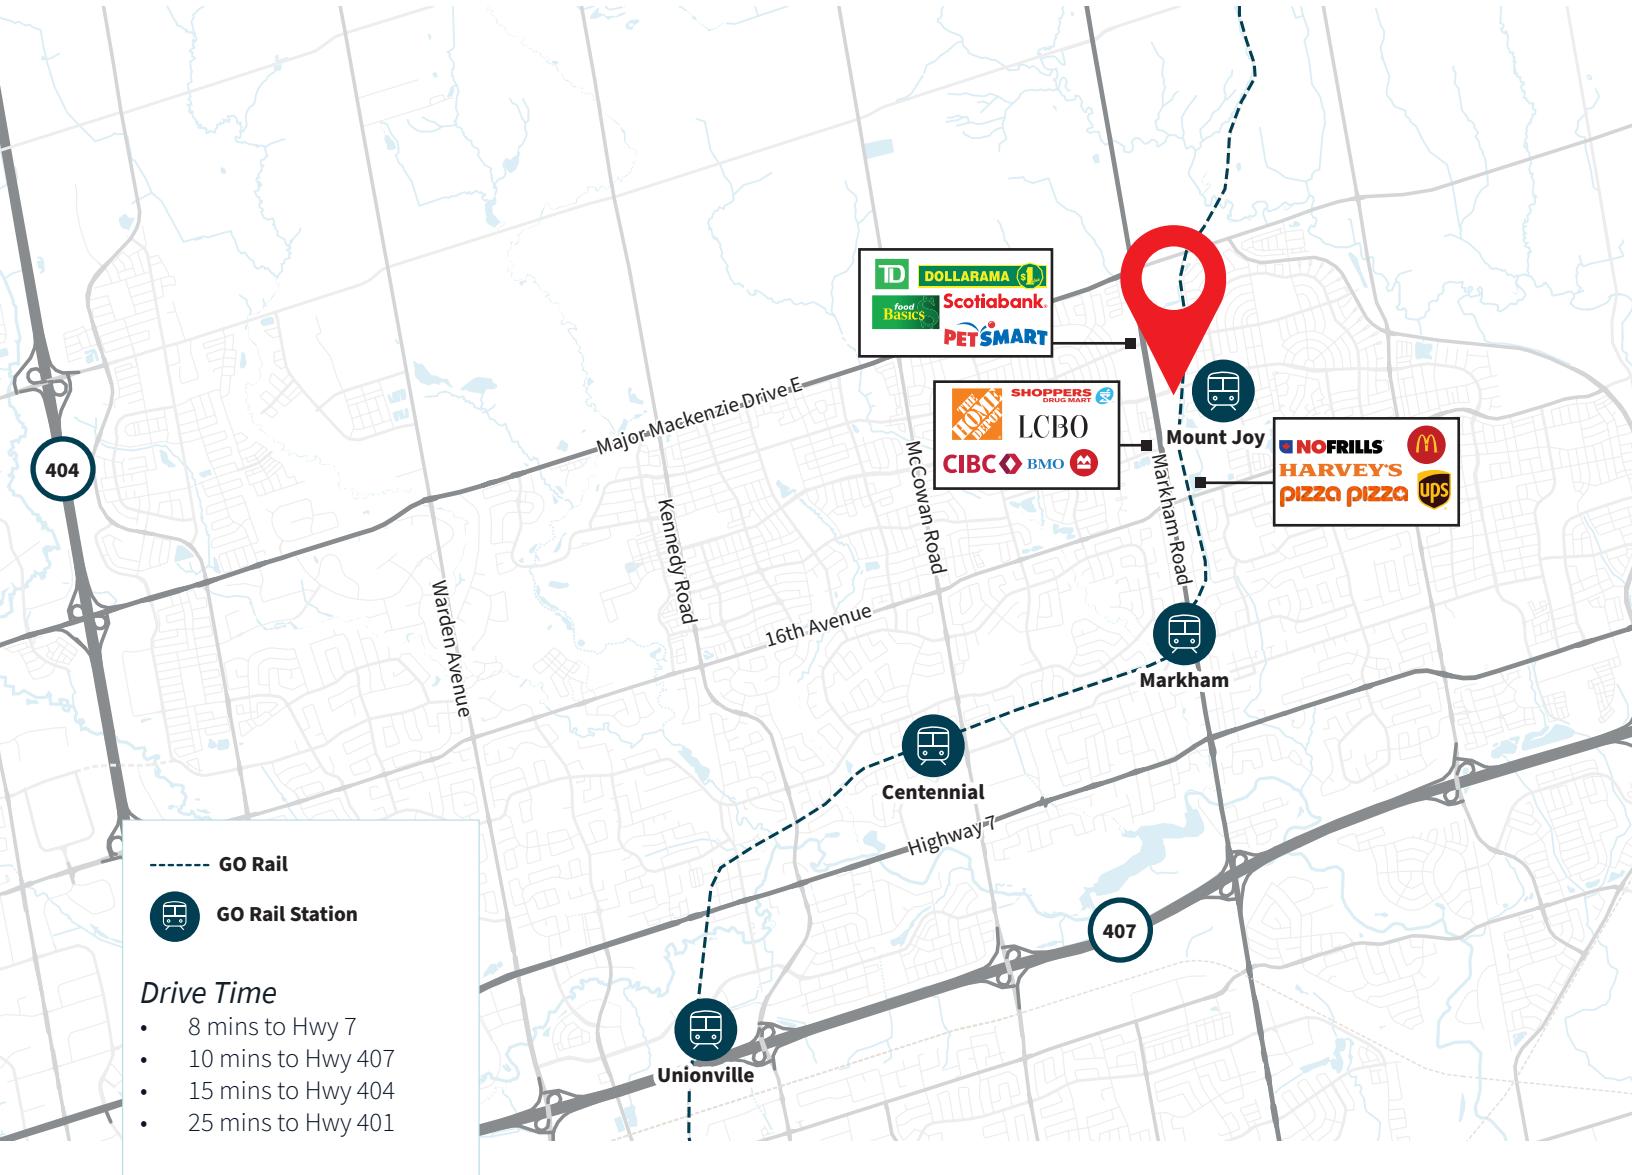 TD
DOLLARAMA $1
food
Basics
Scotiabank
PETSMART
THE HOME DEPOT
SHOPPERS
DRUG MART
LCBO
CIBC
BMO
Mount Joy
NOFRILLS
M
HARVEY'S
pizza pizza
ups
Major Mackenzie Drive E
404
McCowan Road
Markham Road
Kennedy Road
Warden Avenue
16th Avenue
Markham
Centennial
Highway 7
407
Unionville
GO Rail
GO Rail Station
Drive Time
• 8 mins to Hwy 7
• 10 mins to Hwy 407
• 15 mins to Hwy 404
• 25 mins to Hwy 401